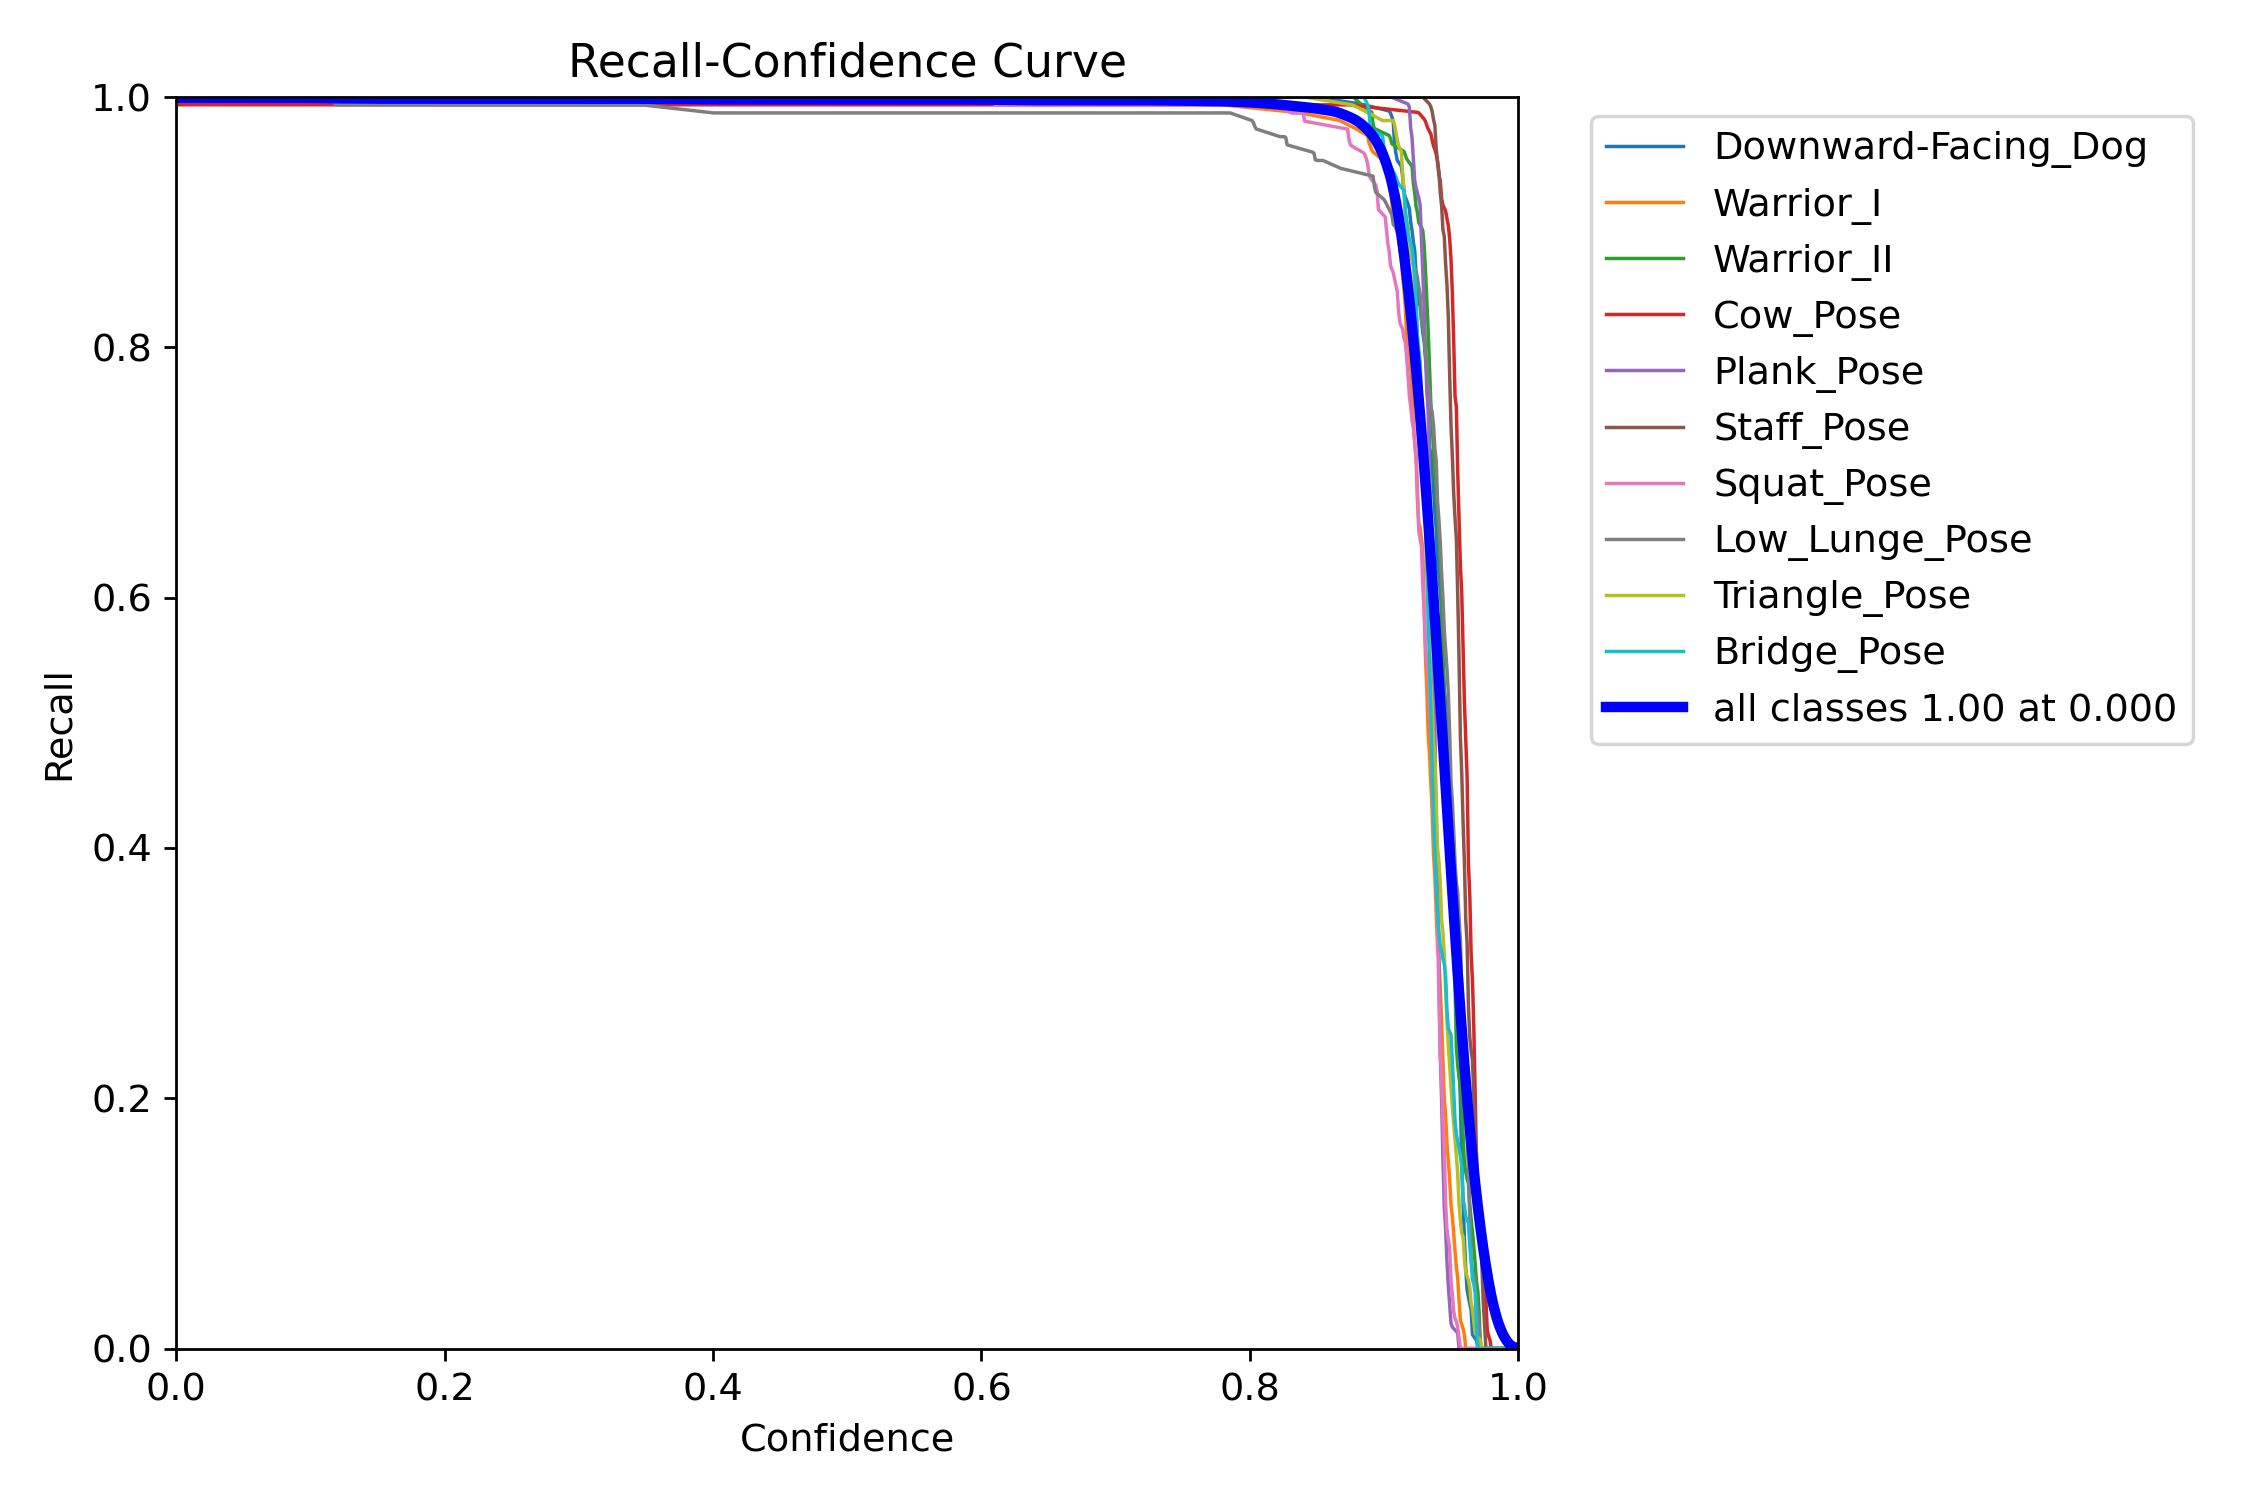 Recall-Confidence Curve
1.0
0.8
0.6
0.4
0.2
0.0
Recall
0.0 0.2 0.4 0.6 0.8 1.0
Confidence
Downward-Facing_Dog
Warrior_I
Warrior_II
Cow_Pose
Plank_Pose
Staff_Pose
Squat_Pose
Low_Lunge_Pose
Triangle_Pose
Bridge_Pose
all classes 1.00 at 0.000